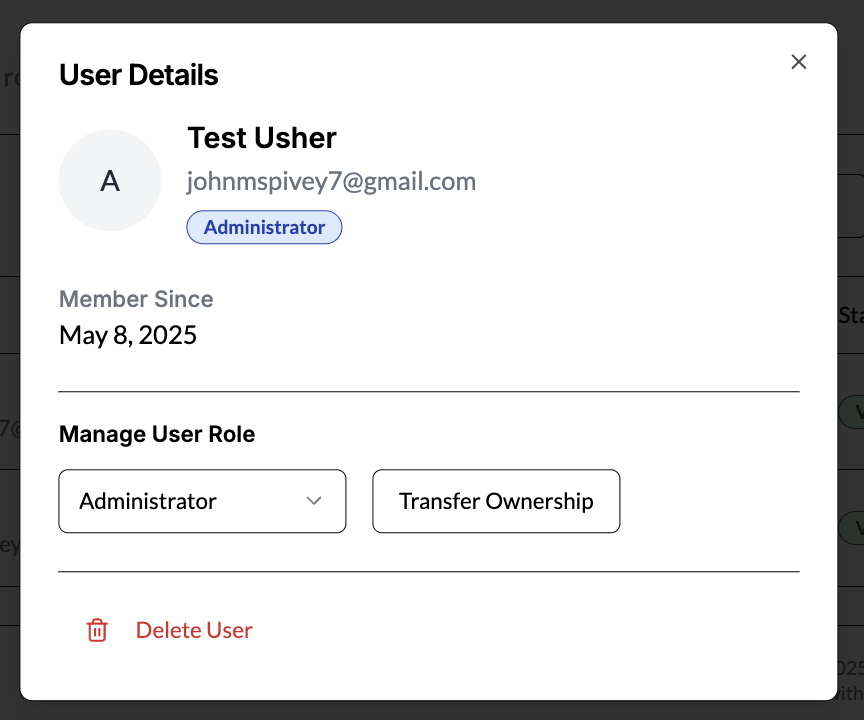 User Details
A
Test Usher
johnmspivey7@gmail.com
Administrator
Member Since
May 8, 2025
Manage User Role
Administrator
Transfer Ownership
Delete User